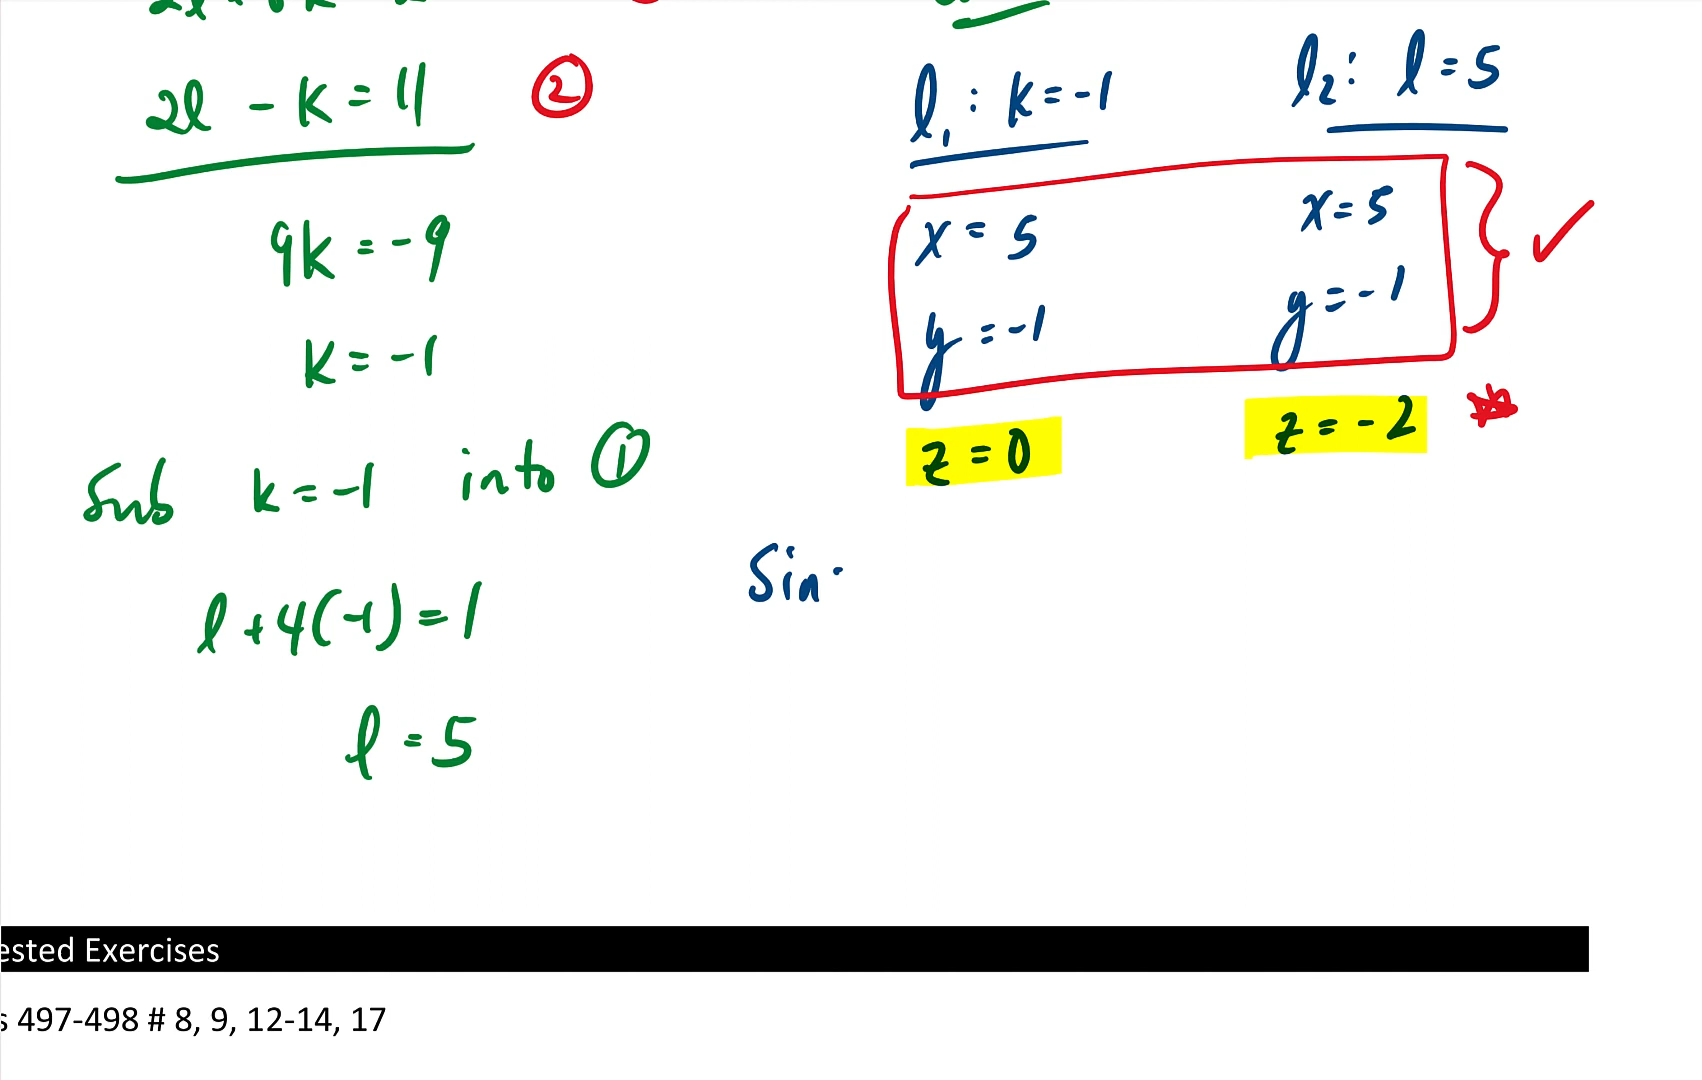 2l - k = 11 ②
9k = -9
k = -1
Sub k = -1 into ①
l + 4(-1) = 1
l = 5
l₁ : k = -1
l₂ : l = 5
x = 5 x = 5
y = -1 y = -1
z = 0 z = -2
Sin
ested Exercises
s 497-498 # 8, 9, 12-14, 17